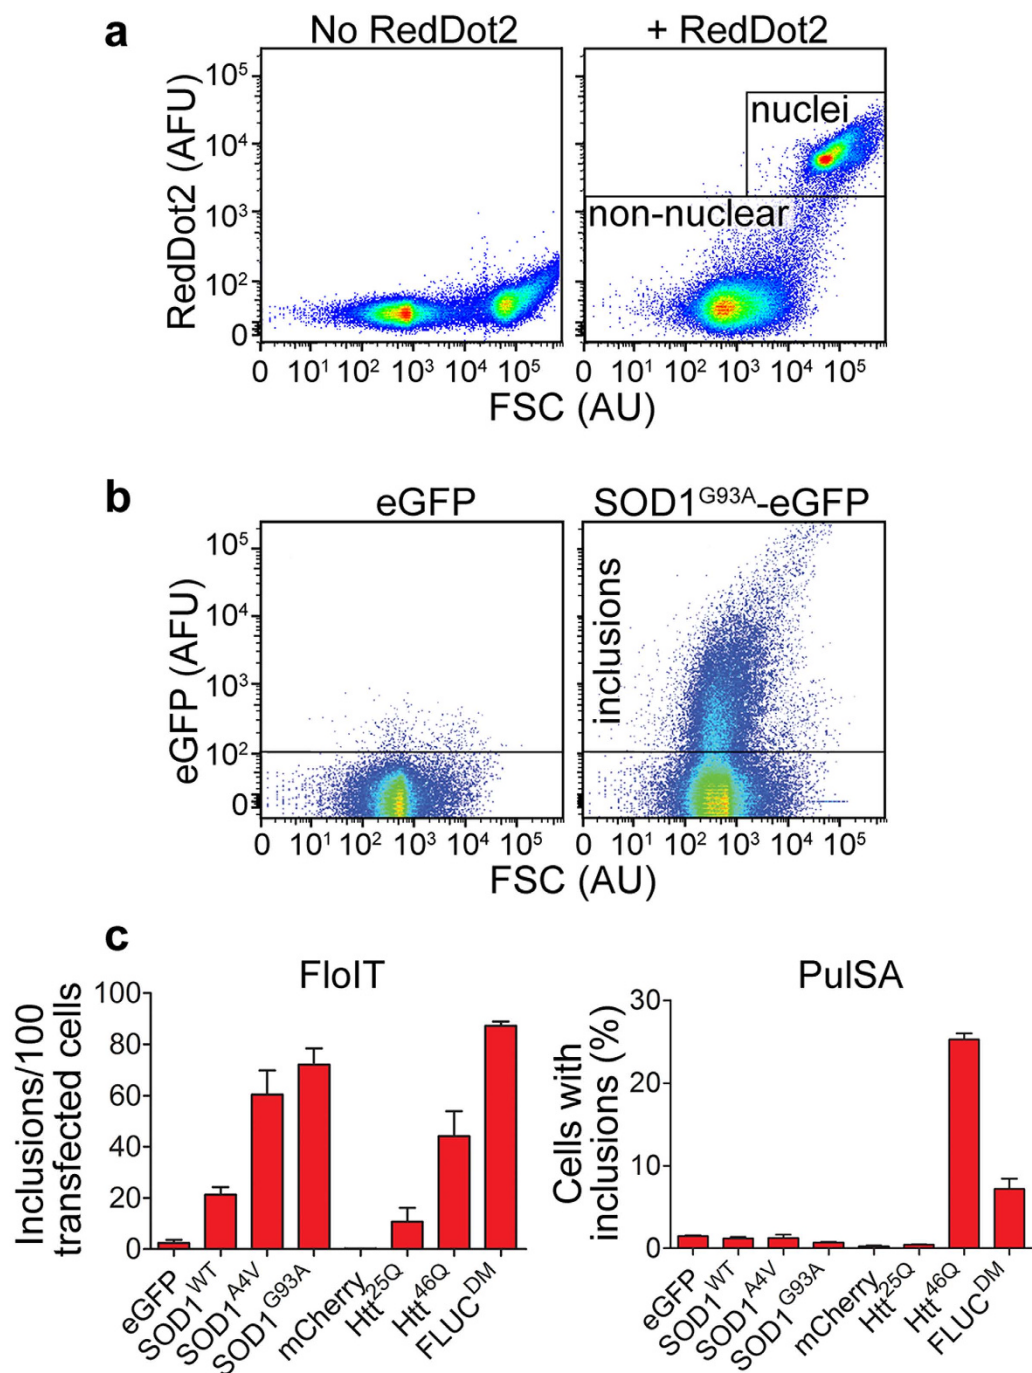 a
No RedDot2
+ RedDot2
RedDot2 (AFU)
10⁵
10⁴
10³
10²
0
nuclei
non-nuclear
0 10¹ 10² 10³ 10⁴ 10⁵
0 10¹ 10² 10³ 10⁴ 10⁵
FSC (AU)
b
eGFP
SOD1ᴳ⁹³ᴬ-eGFP
eGFP (AFU)
10⁵
10⁴
10³
10²
0
inclusions
0 10¹ 10² 10³ 10⁴ 10⁵
0 10¹ 10² 10³ 10⁴ 10⁵
FSC (AU)
c
FloIT
Inclusions/100
transfected cells
100
80
60
40
20
0
eGFP
SOD1ᵂᵀ
SOD1ᴬ⁴ⱽ
SOD1ᴳ⁹³ᴬ
mCherry
Htt²⁵Q
Htt⁴⁶Q
FLUCᴰᴹ
PulSA
Cells with
inclusions (%)
30
20
10
0
eGFP
SOD1ᵂᵀ
SOD1ᴬ⁴ⱽ
SOD1ᴳ⁹³ᴬ
mCherry
Htt²⁵Q
Htt⁴⁶Q
FLUCᴰᴹ